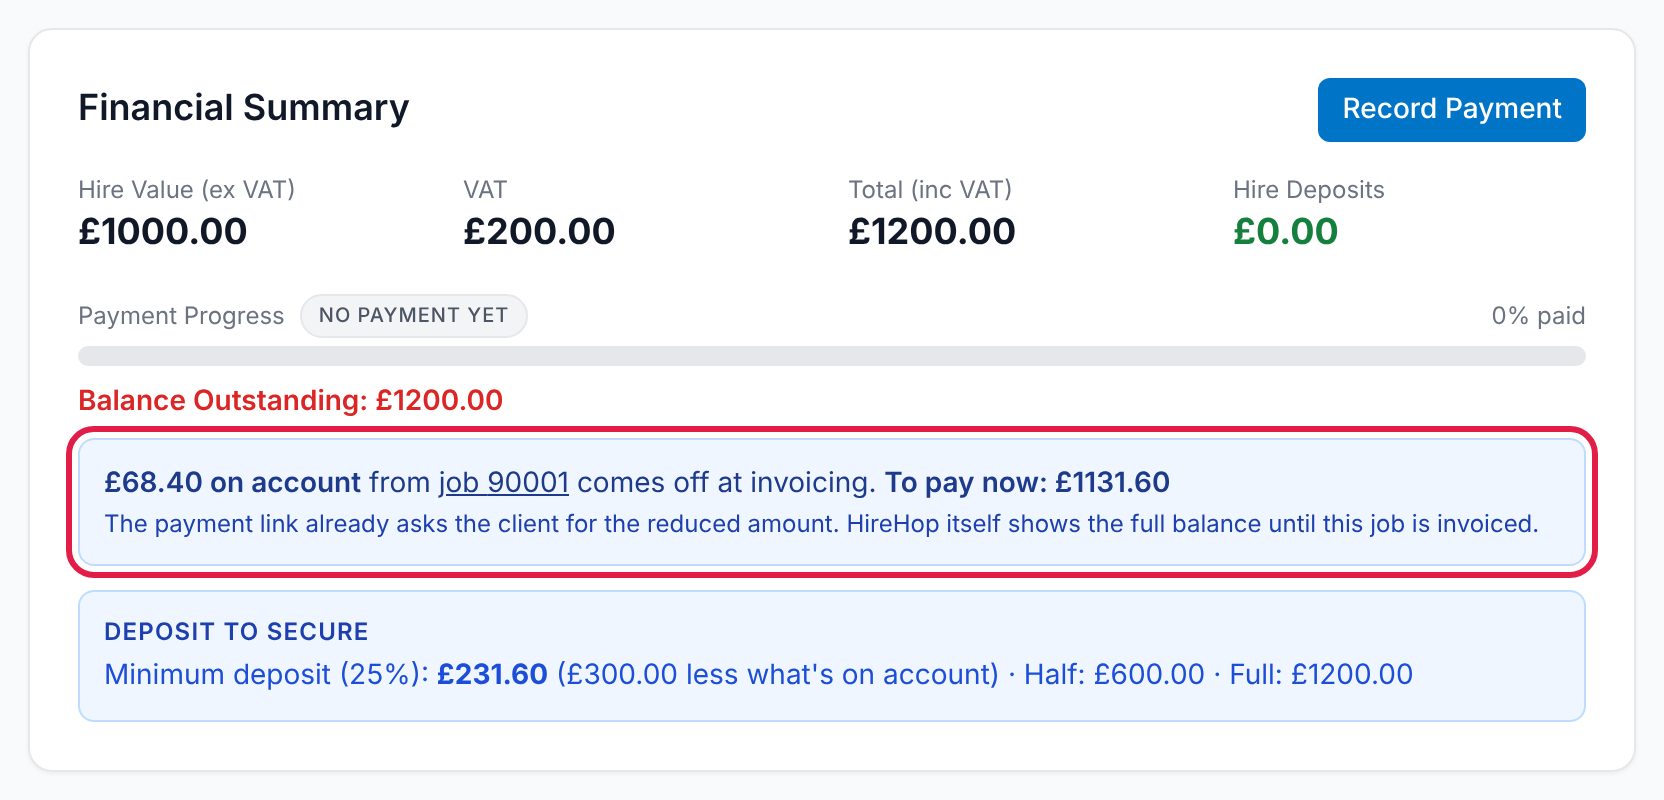 Financial Summary
Record Payment
Hire Value (ex VAT)
VAT
Total (inc VAT)
Hire Deposits
£1000.00
£200.00
£1200.00
£0.00
Payment Progress
NO PAYMENT YET
0% paid
Balance Outstanding: £1200.00
£68.40 on account from job 90001 comes off at invoicing. To pay now: £1131.60
The payment link already asks the client for the reduced amount. HireHop itself shows the full balance until this job is invoiced.
DEPOSIT TO SECURE
Minimum deposit (25%): £231.60 (£300.00 less what's on account) · Half: £600.00 · Full: £1200.00